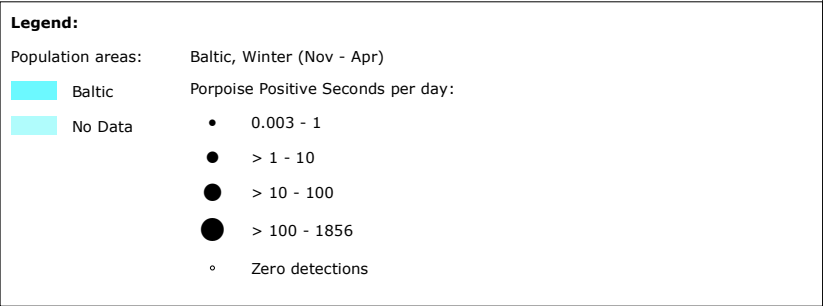 Legend:
Population areas:
Baltic
No Data
Baltic, Winter (Nov - Apr)
Porpoise Positive Seconds per day:
0.003 - 1
> 1 - 10
> 10 - 100
> 100 - 1856
Zero detections